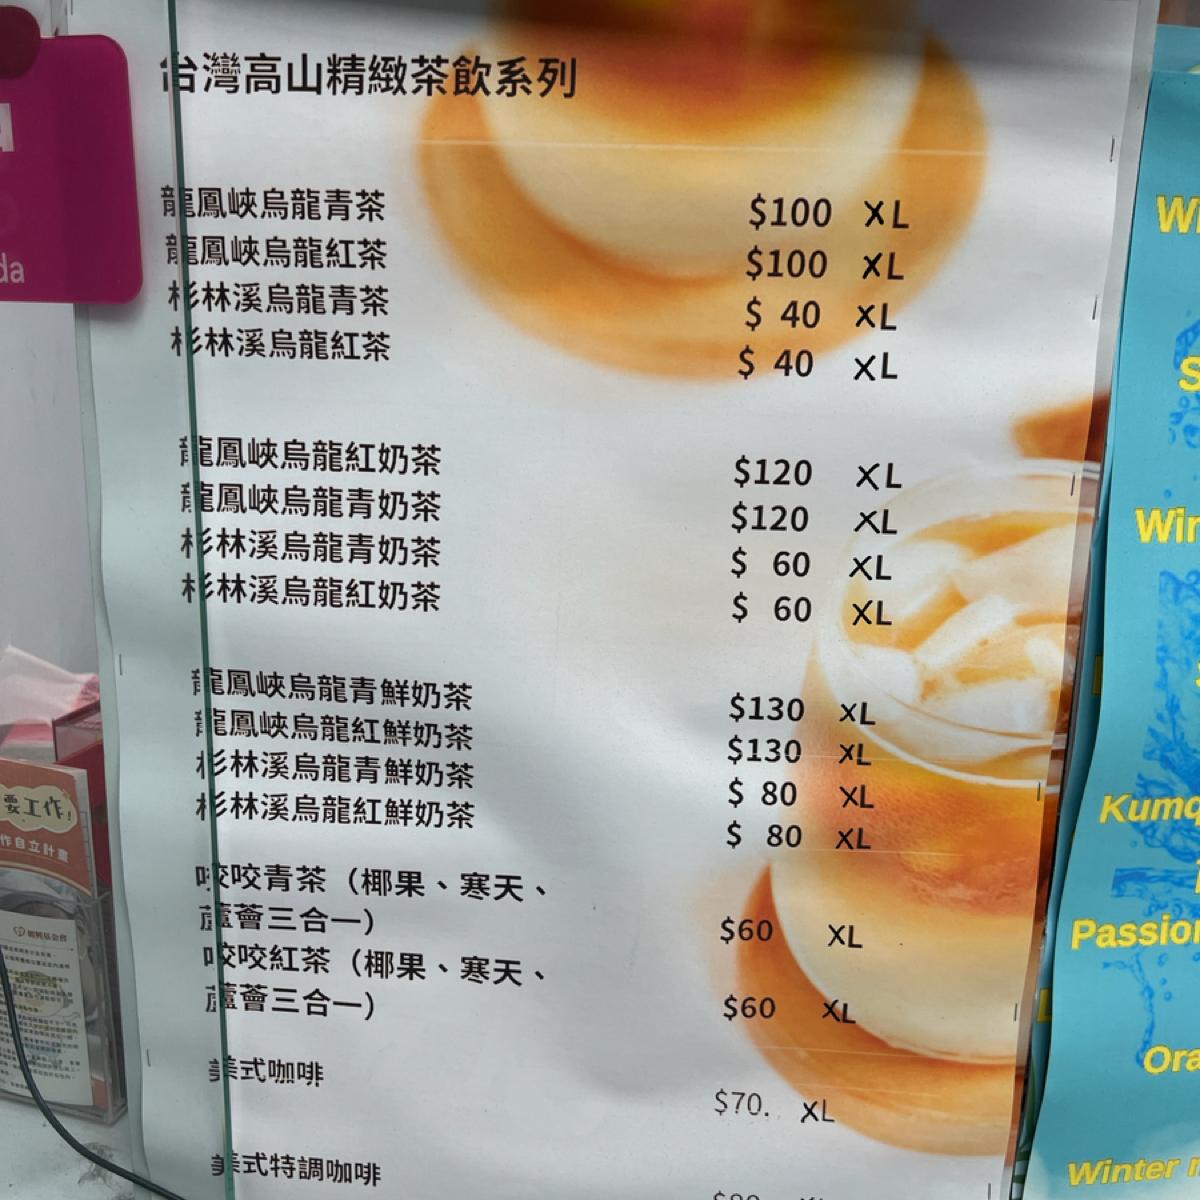 台灣高山精緻茶飲系列
龍鳳峽烏龍青茶 $100 XL
龍鳳峽烏龍紅茶 $100 XL
杉林溪烏龍青茶 $ 40 XL
杉林溪烏龍紅茶 $ 40 XL
龍鳳峽烏龍紅奶茶 $120 XL
龍鳳峽烏龍青奶茶 $120 XL
杉林溪烏龍青奶茶 $ 60 XL
杉林溪烏龍紅奶茶 $ 60 XL
龍鳳峽烏龍青鮮奶茶 $130 XL
龍鳳峽烏龍紅鮮奶茶 $130 XL
杉林溪烏龍青鮮奶茶 $ 80 XL
杉林溪烏龍紅鮮奶茶 $ 80 XL
咬咬青茶（椰果、寒天、
蘆薈三合一） $60 XL
咬咬紅茶（椰果、寒天、
蘆薈三合一） $60 XL
美式咖啡
$70. XL
美式特調咖啡
da
要工作!
作自立計畫
Wi
S
Win
Kumq
Passion
Ora
Winter